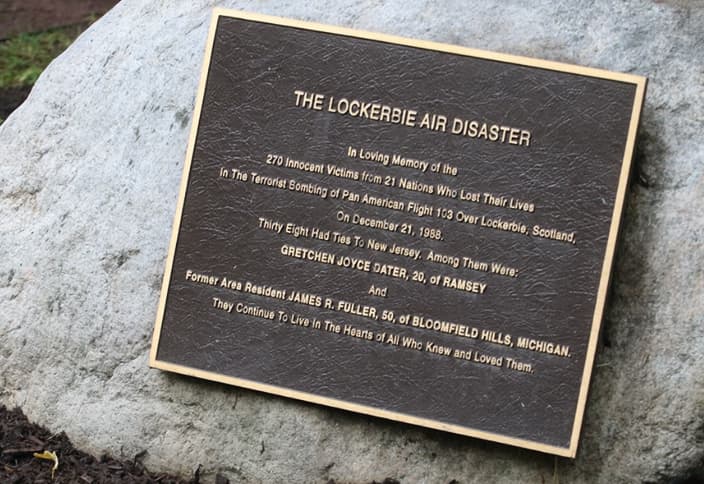 THE LOCKERBIE AIR DISASTER
In Loving Memory of the
270 Innocent Victims from 21 Nations Who Lost Their Lives
In The Terrorist Bombing of Pan American Flight 103 Over Lockerbie, Scotland,
On December 21, 1988.
Thirty Eight Had Ties To New Jersey, Among Them Were:
GRETCHEN JOYCE DATER, 20, of RAMSEY
And
Former Area Resident JAMES R. FULLER, 50, of BLOOMFIELD HILLS, MICHIGAN.
They Continue To Live In The Hearts of All Who Knew and Loved Them.